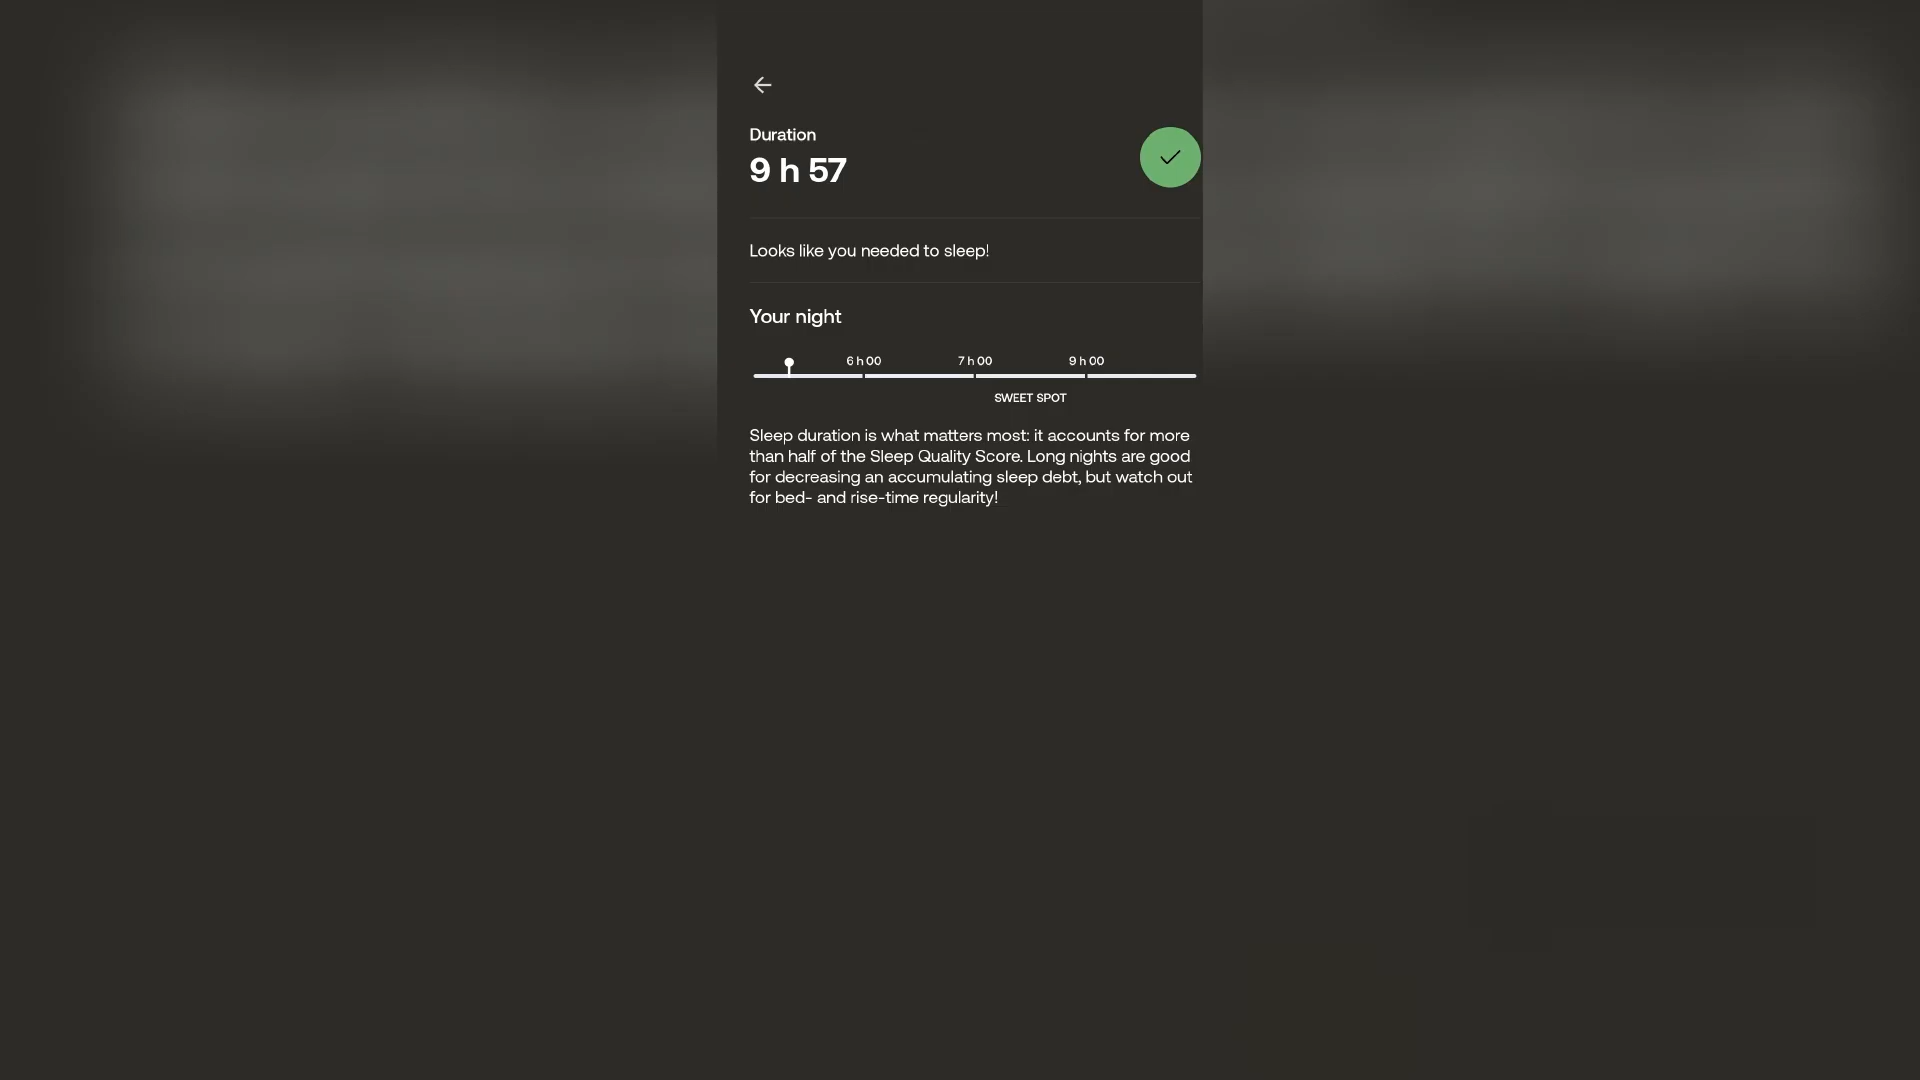 Duration
9 h 57
Looks like you needed to sleep!
Your night
6 h 00 7 h 00 9 h 00
SWEET SPOT
Sleep duration is what matters most: it accounts for more
than half of the Sleep Quality Score. Long nights are good
for decreasing an accumulating sleep debt, but watch out
for bed- and rise-time regularity!